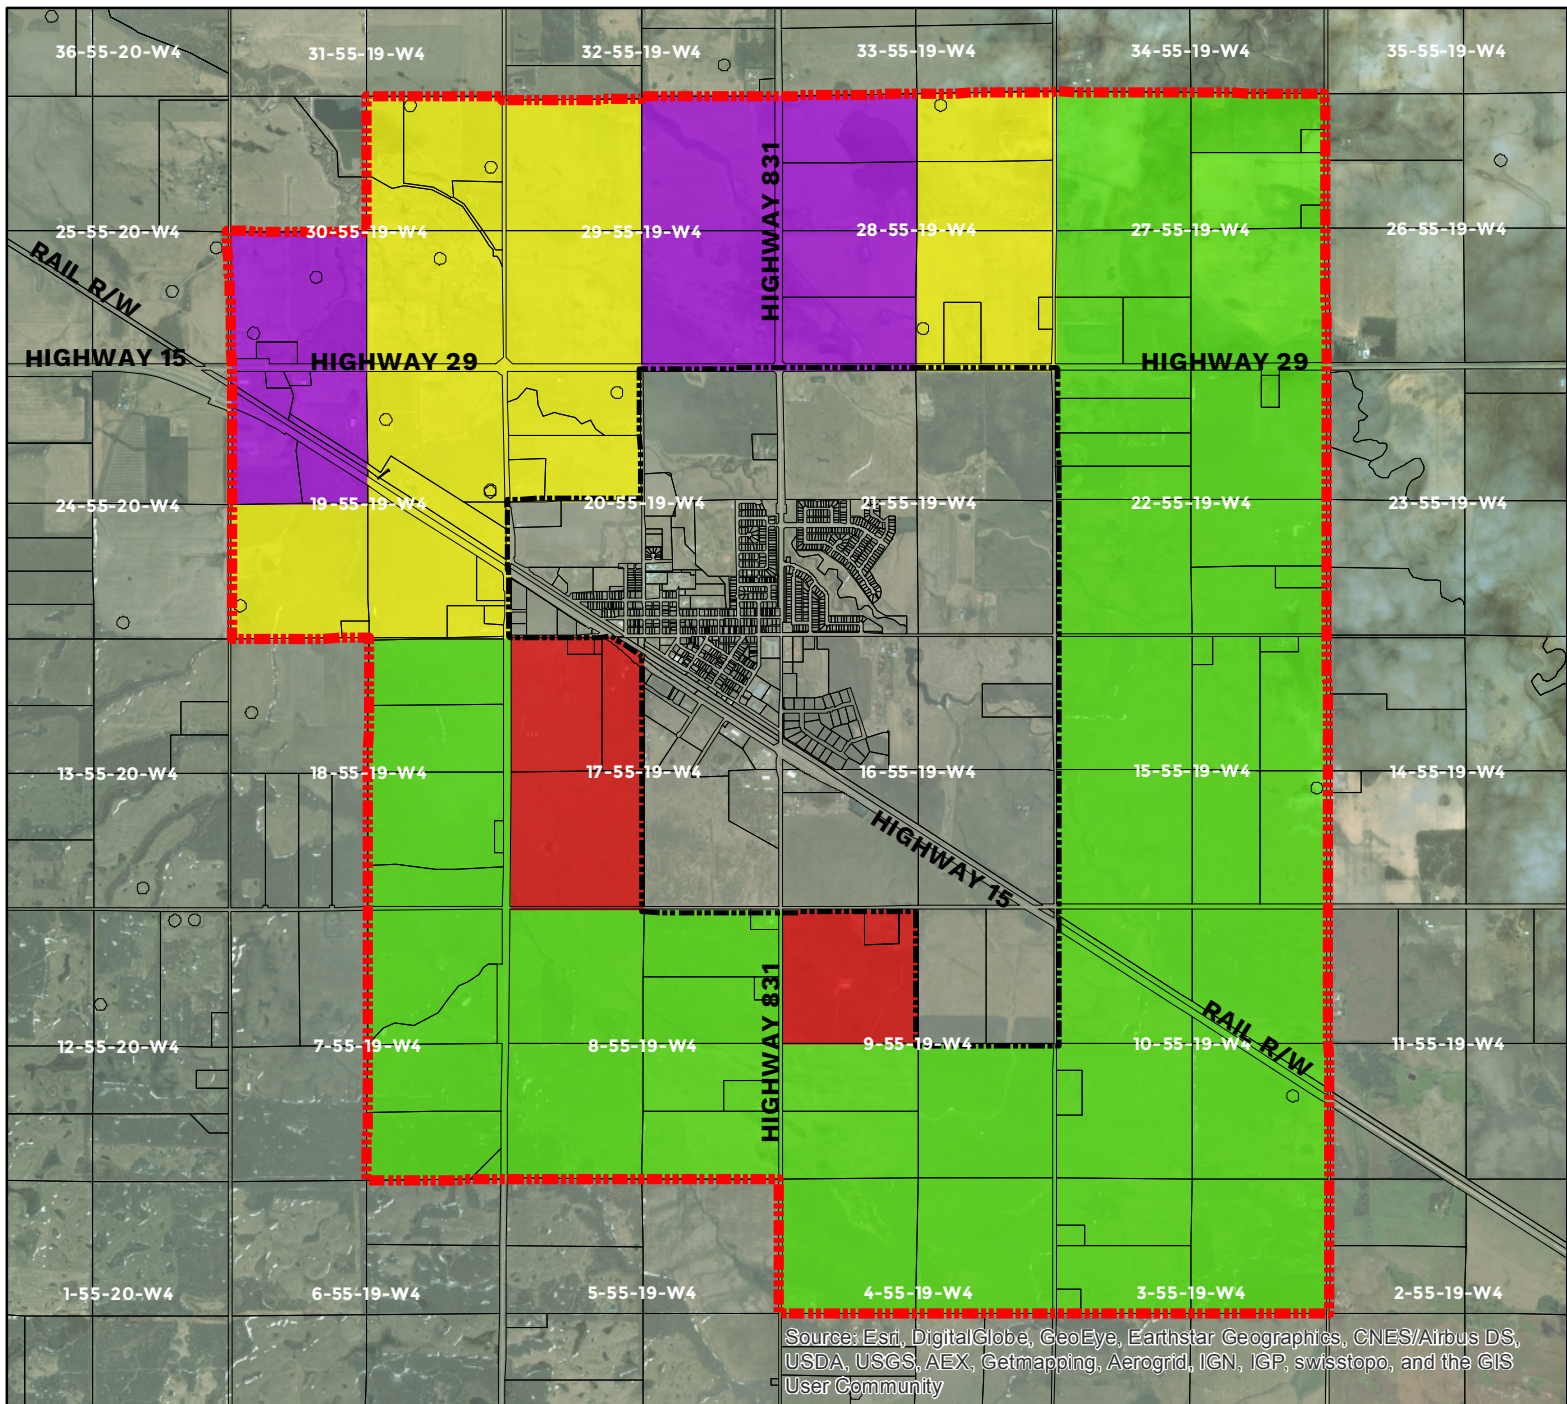 36-55-20-W4
31-55-19-W4
32-55-19-W4
33-55-19-W4
34-55-19-W4
35-55-19-W4
HIGHWAY 831
25-55-20-W4
30-55-19-W4
29-55-19-W4
28-55-19-W4
27-55-19-W4
26-55-19-W4
RAIL R/W
HIGHWAY 15
HIGHWAY 29
HIGHWAY 29
24-55-20-W4
19-55-19-W4
20-55-19-W4
21-55-19-W4
22-55-19-W4
23-55-19-W4
13-55-20-W4
18-55-19-W4
17-55-19-W4
16-55-19-W4
15-55-19-W4
14-55-19-W4
HIGHWAY 15
HIGHWAY 831
RAIL R/W
12-55-20-W4
7-55-19-W4
8-55-19-W4
9-55-19-W4
10-55-19-W4
11-55-19-W4
1-55-20-W4
6-55-19-W4
5-55-19-W4
4-55-19-W4
3-55-19-W4
2-55-19-W4
Source: Esri, DigitalGlobe, GeoEye, Earthstar Geographics, CNES/Airbus DS,
USDA, USGS, AEX, Getmapping, Aerogrid, IGN, IGP, swisstopo, and the GIS
User Community